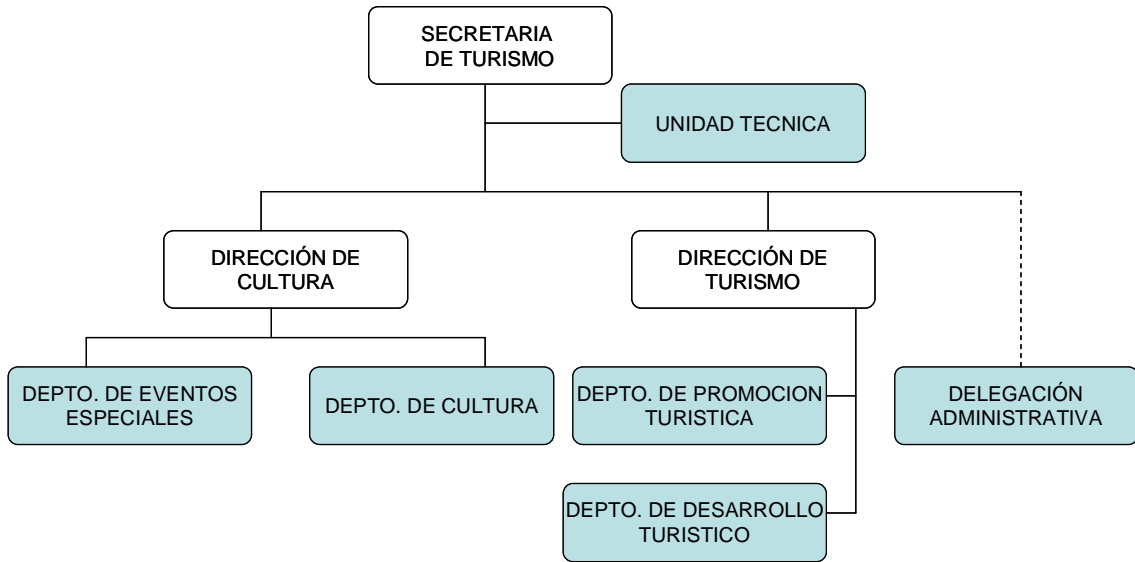 SECRETARIA
DE TURISMO
UNIDAD TECNICA
DIRECCIÓN DE
CULTURA
DIRECCIÓN DE
TURISMO
DEPTO. DE EVENTOS
ESPECIALES
DEPTO. DE CULTURA
DEPTO. DE PROMOCION
TURISTICA
DELEGACIÓN
ADMINISTRATIVA
DEPTO. DE DESARROLLO
TURISTICO